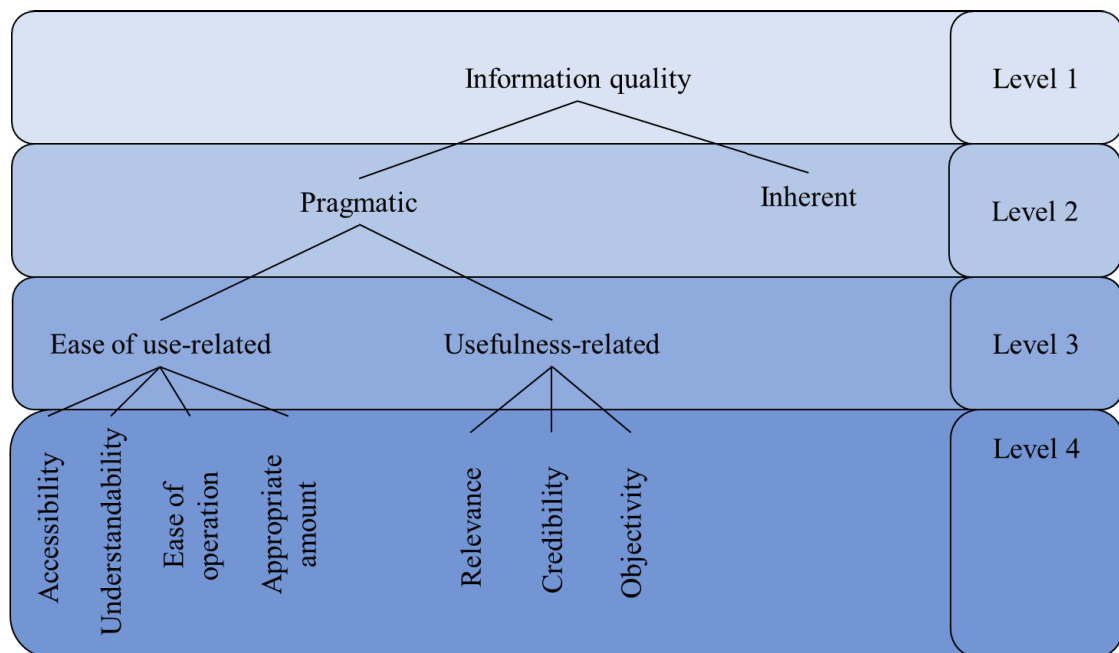 Information quality
Level 1
Pragmatic
Inherent
Level 2
Ease of use-related
Usefulness-related
Level 3
Accessibility
Understandability
Ease of
operation
Appropriate
amount
Relevance
Credibility
Objectivity
Level 4